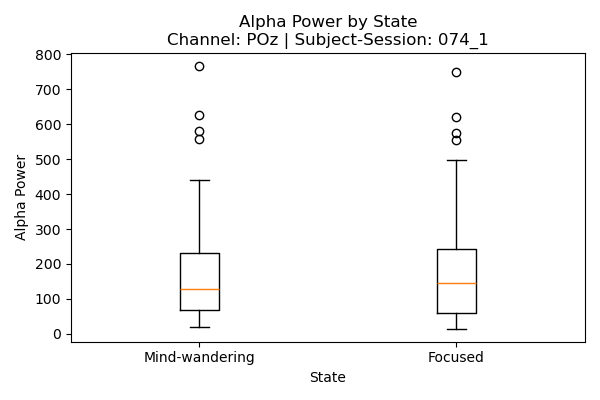 Alpha Power by State
Channel: POz | Subject-Session: 074_1
Alpha Power
800
700
600
500
400
300
200
100
0
Mind-wandering
Focused
State